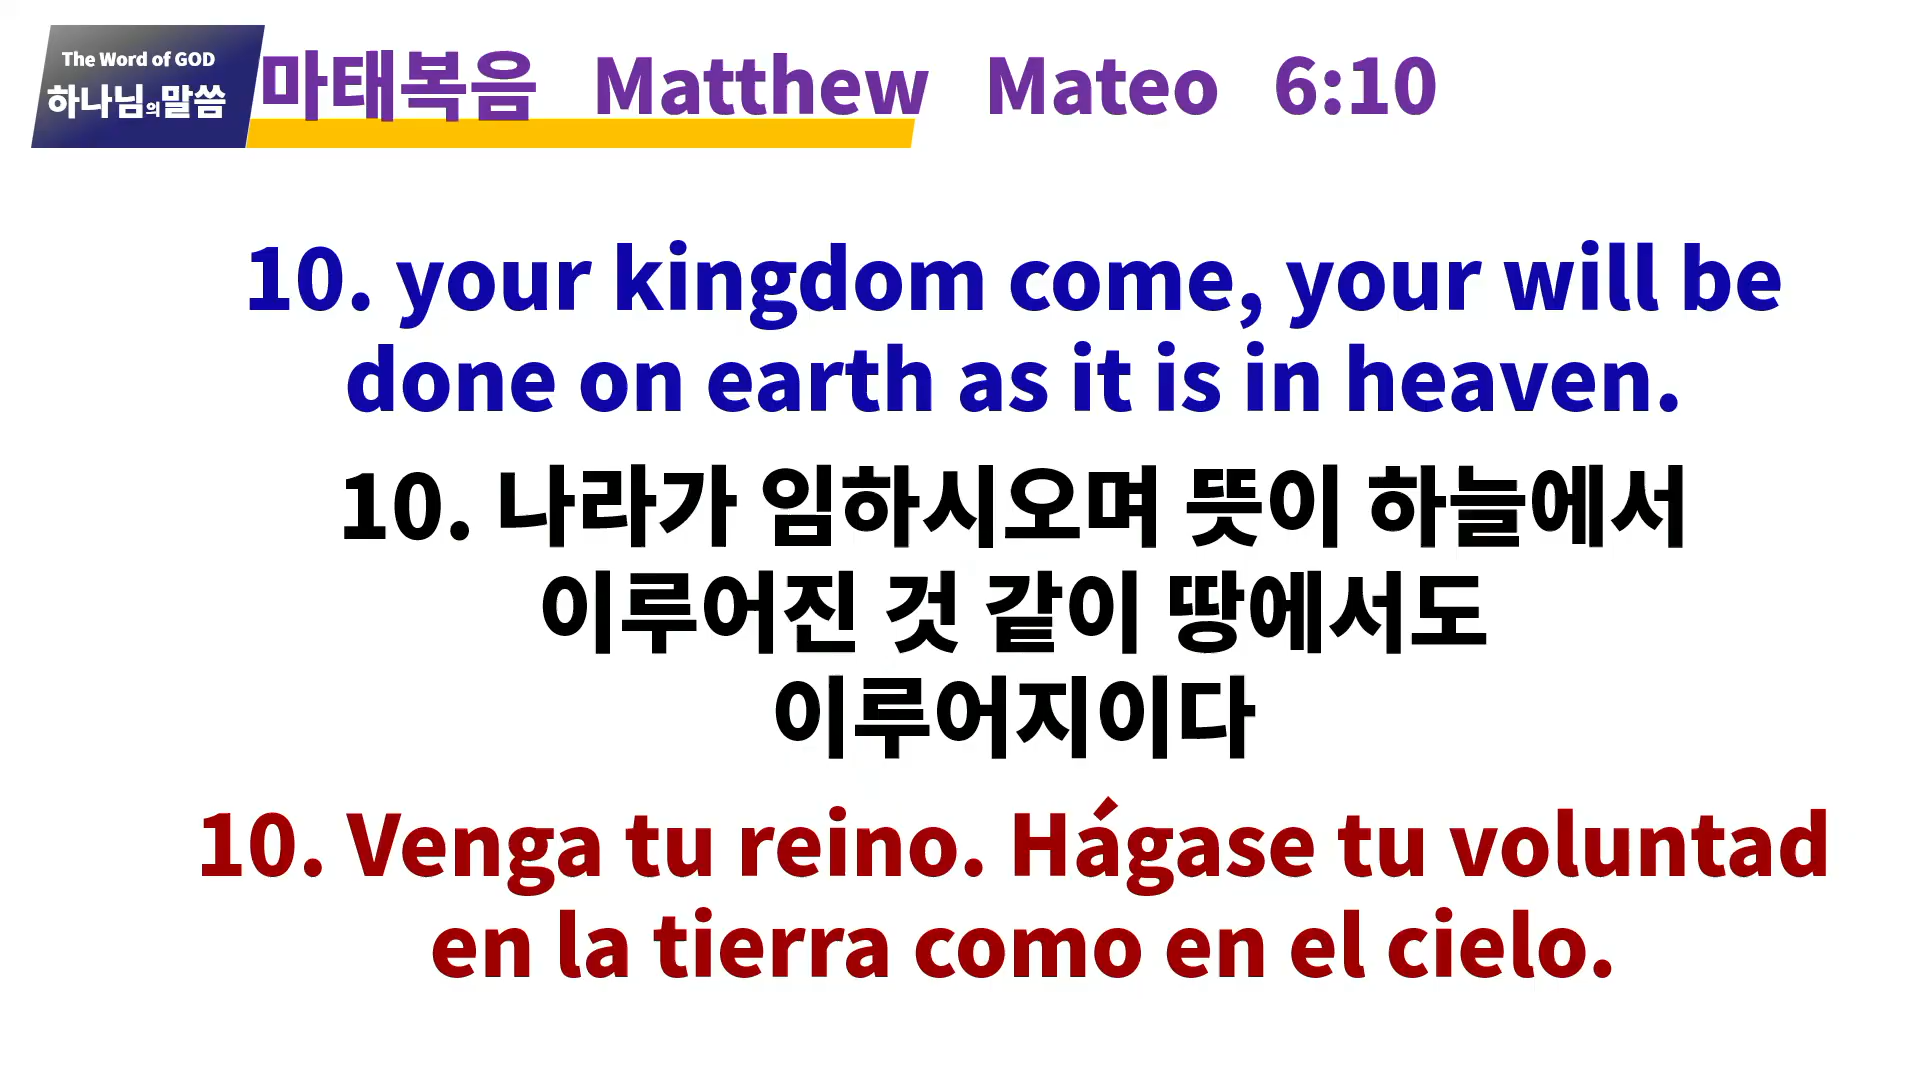 The Word of GOD
하나님의말씀
마태복음 Matthew Mateo 6:10
10. your kingdom come, your will be
done on earth as it is in heaven.
10. 나라가 임하시오며 뜻이 하늘에서
이루어진 것 같이 땅에서도
이루어지이다
10. Venga tu reino. Hágase tu voluntad
en la tierra como en el cielo.